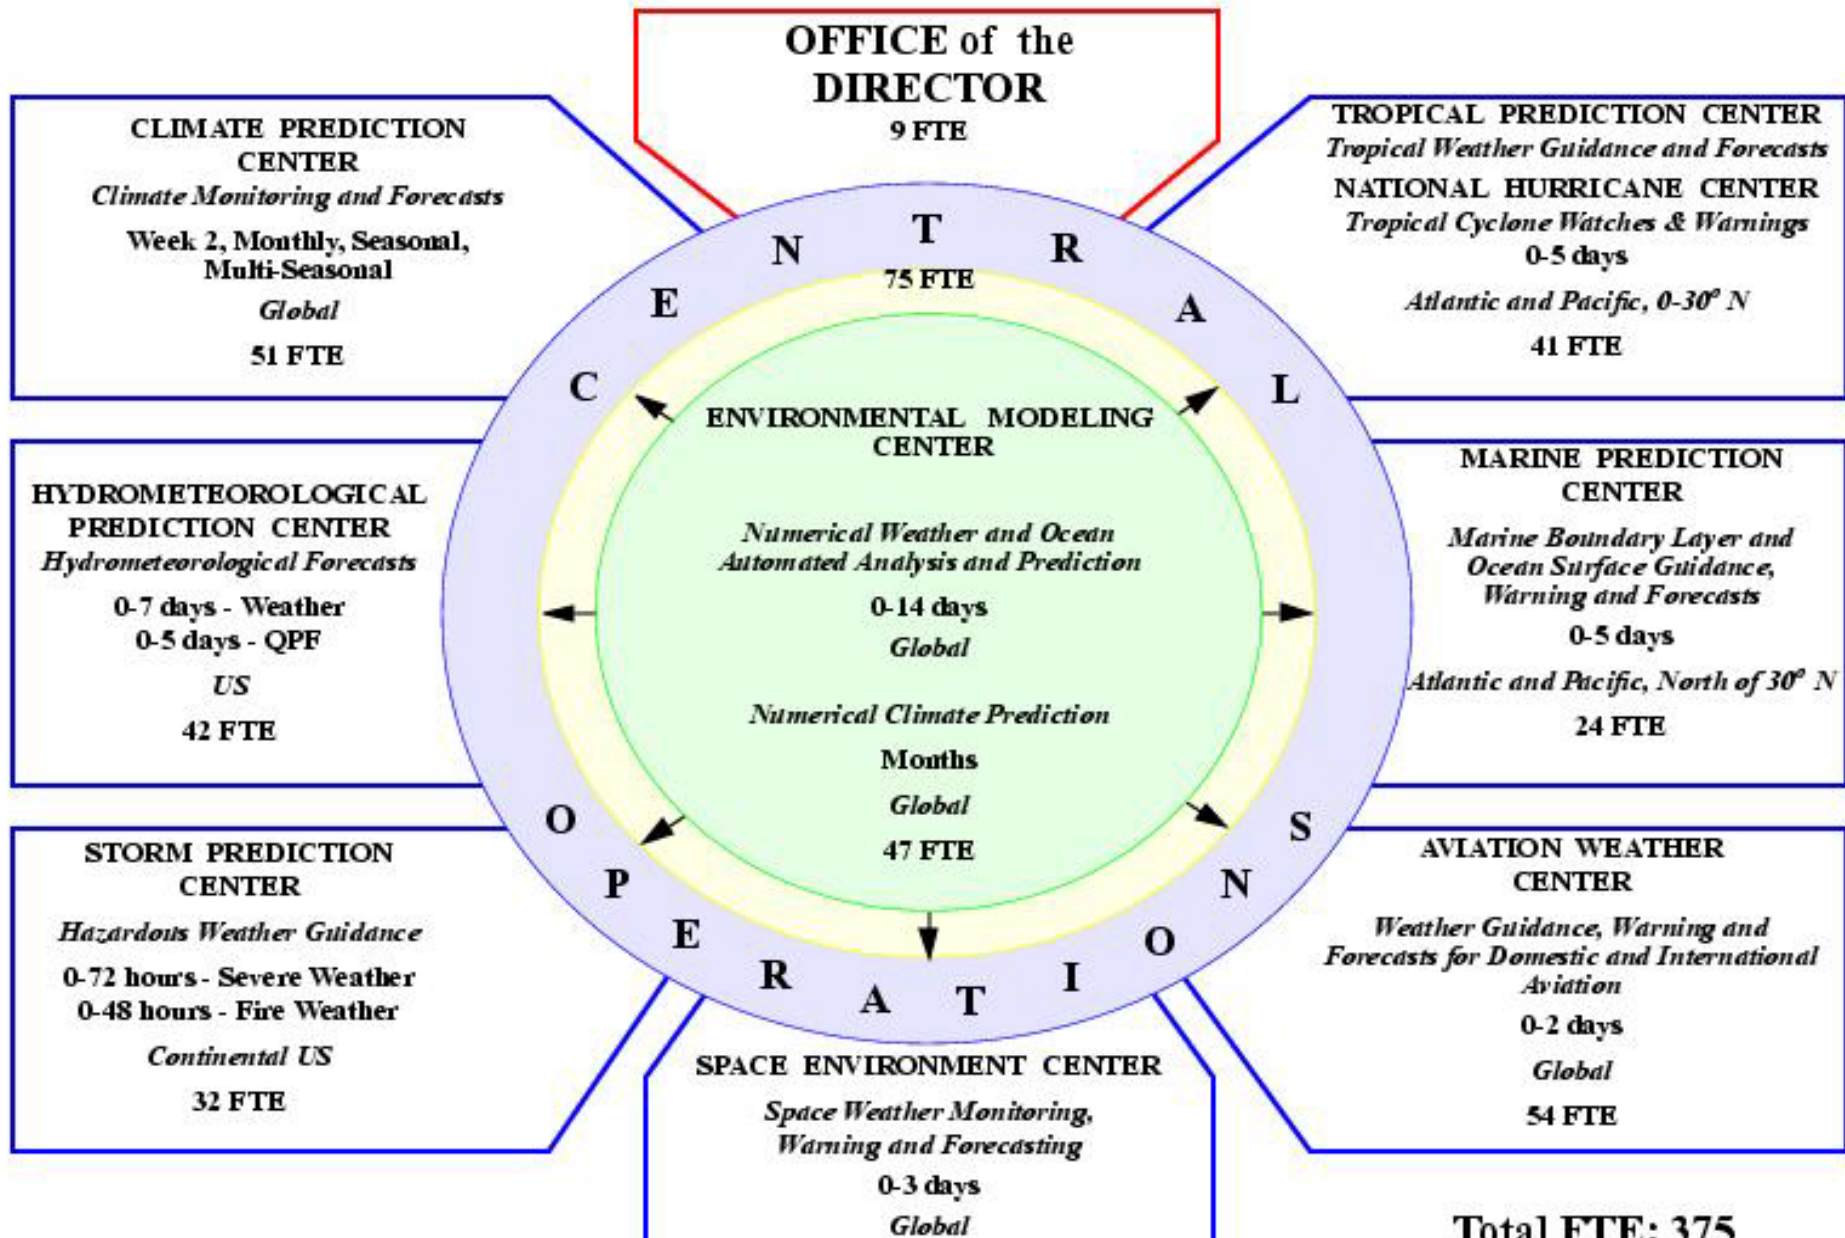 OFFICE of the
DIRECTOR
9 FTE
CLIMATE PREDICTION
CENTER
Climate Monitoring and Forecasts
Week 2, Monthly, Seasonal,
Multi-Seasonal
Global
51 FTE
TROPICAL PREDICTION CENTER
Tropical Weather Guidance and Forecasts
NATIONAL HURRICANE CENTER
Tropical Cyclone Watches & Warnings
0-5 days
Atlantic and Pacific, 0-30° N
41 FTE
CENTRAL
75 FTE
ENVIRONMENTAL MODELING
CENTER
Numerical Weather and Ocean
Automated Analysis and Prediction
0-14 days
Global
Numerical Climate Prediction
Months
Global
47 FTE
OPERATIONS
HYDROMETEOROLOGICAL
PREDICTION CENTER
Hydrometeorological Forecasts
0-7 days - Weather
0-5 days - QPF
US
42 FTE
MARINE PREDICTION
CENTER
Marine Boundary Layer and
Ocean Surface Guidance,
Warning and Forecasts
0-5 days
Atlantic and Pacific, North of 30° N
24 FTE
STORM PREDICTION
CENTER
Hazardous Weather Guidance
0-72 hours - Severe Weather
0-48 hours - Fire Weather
Continental US
32 FTE
AVIATION WEATHER
CENTER
Weather Guidance, Warning and
Forecasts for Domestic and International
Aviation
0-2 days
Global
54 FTE
SPACE ENVIRONMENT CENTER
Space Weather Monitoring,
Warning and Forecasting
0-3 days
Global
Total FTE: 375